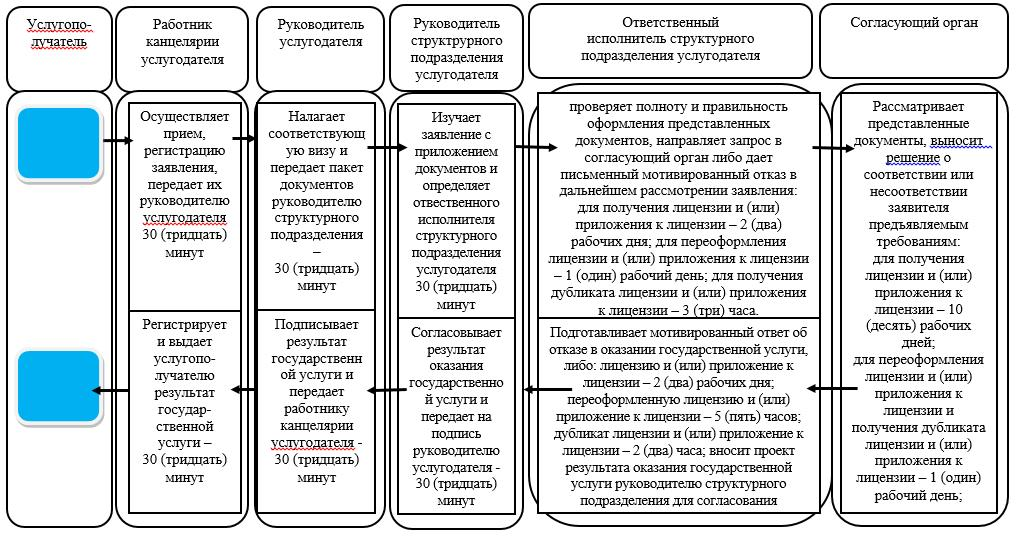 Услугопо-
лучатель
Работник
канцелярии
услугодателя
Руководитель
услугодателя
Руководитель
структрурного
подразделения
услугодателя
Ответственный
исполнитель структурного
подразделения услугодателя
Согласующий орган
Осуществляет
прием,
регистрацию
заявления,
передает их
руководителю
услугодателя
30 (тридцать)
минут
Налагает
соответствующ
ую визу и
передает пакет
документов
руководителю
структурного
подразделения
–
30 (тридцать)
минут
Изучает
заявление с
приложением
документов и
определяет
отвественного
исполнителя
структурного
подразделения
услугодателя
30 (тридцать)
минут
проверяет полноту и правильность
оформления представленных
документов, направляет запрос в
согласующий орган либо дает
письменный мотивированный отказ в
дальнейшем рассмотрении заявления:
для получения лицензии и (или)
приложения к лицензии – 2 (два)
рабочих дня; для переоформления
лицензии и (или) приложения к лицензии
– 1 (один) рабочий день; для получения
дубликата лицензии и (или) приложения
к лицензии – 3 (три) часа.
Рассматривает
представленные
документы, выносит
решение о
соответствии или
несоответствии
заявителя
предъявляемым
требованиям:
для получения
лицензии и (или)
приложения к
лицензии – 10
(десять) рабочих
дней;
для переоформления
лицензии и (или)
приложения к
лицензии и
получения дубликата
лицензии и (или)
приложения к
лицензии – 1 (один)
рабочий день;
Регистрирует
и выдает
услугопо-
лучателю
результат
государ-
ственной
услуги –
30 (тридцать)
минут
Подписывает
результат
государственн
ой услуги и
передает
работнику
канцелярии
услугодателя -
30 (тридцать)
минут
Согласовывает
результат
оказания
государственно
й услуги и
передает на
подпись
руководителю
услугодателя -
30 (тридцать)
минут
Подготавливает мотивированный ответ об
отказе в оказании государственной услуги,
либо: лицензию и (или) приложение к
лицензии – 2 (два) рабочих дня;
переоформленную лицензию и (или)
приложение к лицензии – 5 (пять) часов;
дубликат лицензии и (или) приложение к
лицензии – 2 (два) часа; вносит проект
результата оказания государственной
услуги руководителю структурного
подразделения для согласования